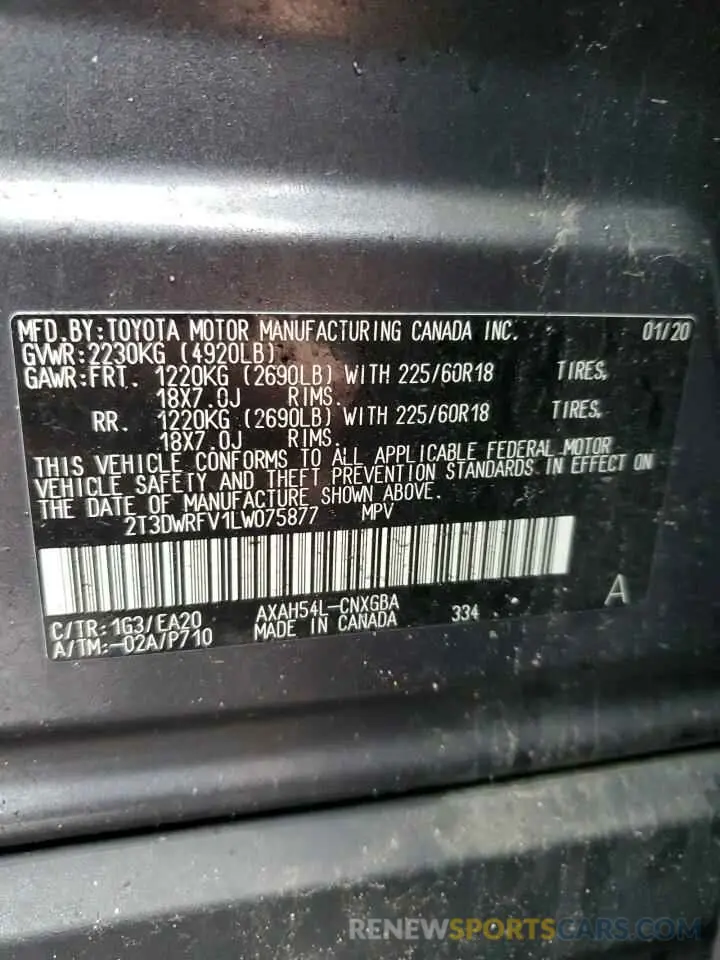 MFD.BY:TOYOTA MOTOR MANUFACTURING CANADA INC. 01/20
GVWR:2230KG (4920LB)
GAWR:FRT. 1220KG (2690LB) WITH 225/60R18 TIRES,
18X7.0J RIMS.
RR. 1220KG (2690LB) WITH 225/60R18 TIRES,
18X7.0J RIMS.
THIS VEHICLE CONFORMS TO ALL APPLICABLE FEDERAL MOTOR
VEHICLE SAFETY AND THEFT PREVENTION STANDARDS IN EFFECT ON
THE DATE OF MANUFACTURE SHOWN ABOVE.
2T3DWRFV1LW075877 MPV
A
C/TR:1G3/EA20 AXAH54L-CNXGBA 334
A/TM:-02A/P710 MADE IN CANADA
RENEWSPORTSCARS.COM